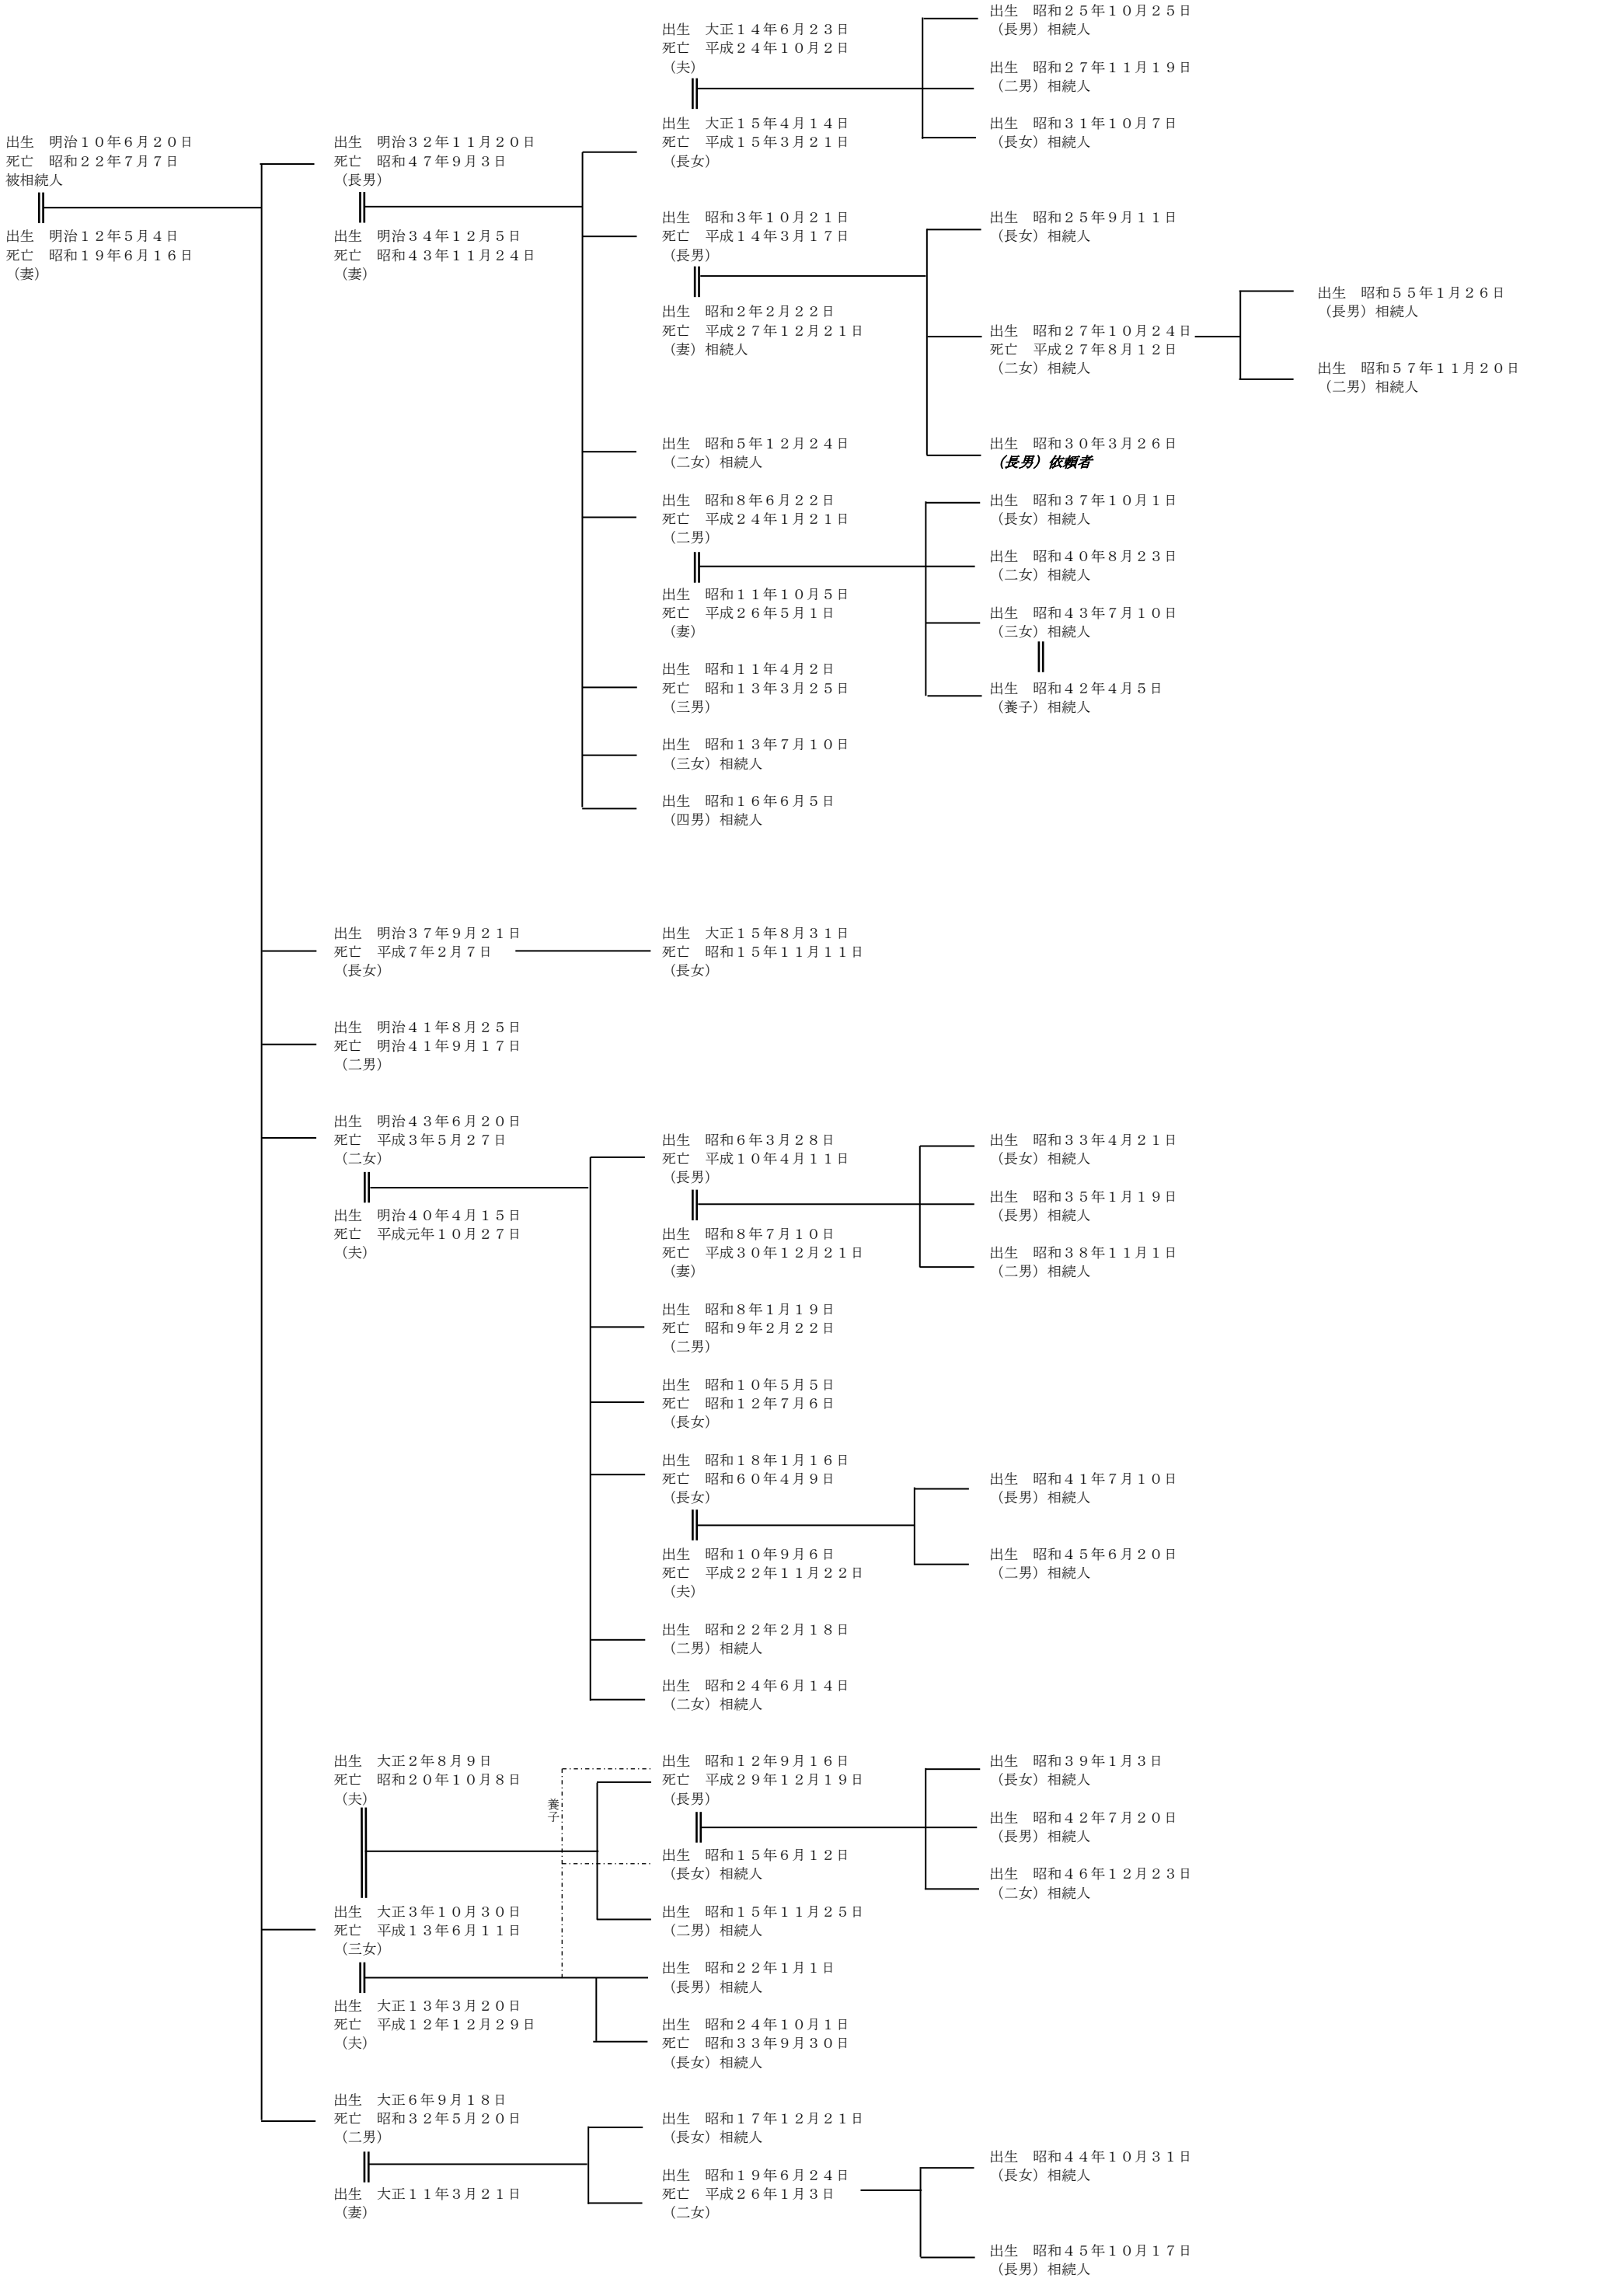 出生　明治１０年６月２０日
死亡　昭和２２年７月７日
被相続人
出生　明治１２年５月４日
死亡　昭和１９年６月１６日
（妻）
出生　明治３２年１１月２０日
死亡　昭和４７年９月３日
（長男）
出生　明治３４年１２月５日
死亡　昭和４３年１１月２４日
（妻）
出生　大正１４年６月２３日
死亡　平成２４年１０月２日
（夫）
出生　大正１５年４月１４日
死亡　平成１５年３月２１日
（長女）
出生　昭和２５年１０月２５日
（長男）相続人
出生　昭和２７年１１月１９日
（二男）相続人
出生　昭和３１年１０月７日
（長女）相続人
出生　昭和３年１０月２１日
死亡　平成１４年３月１７日
（長男）
出生　昭和２年２月２２日
死亡　平成２７年１２月２１日
（妻）相続人
出生　昭和２５年９月１１日
（長女）相続人
出生　昭和２７年１０月２４日
死亡　平成２７年８月１２日
（二女）相続人
出生　昭和５５年１月２６日
（長男）相続人
出生　昭和５７年１１月２０日
（二男）相続人
出生　昭和３０年３月２６日
（長男）依頼者
出生　昭和５年１２月２４日
（二女）相続人
出生　昭和８年６月２２日
死亡　平成２４年１月２１日
（二男）
出生　昭和１１年１０月５日
死亡　平成２６年５月１日
（妻）
出生　昭和３７年１０月１日
（長女）相続人
出生　昭和４０年８月２３日
（二女）相続人
出生　昭和４３年７月１０日
（三女）相続人
出生　昭和４２年４月５日
（養子）相続人
出生　昭和１１年４月２日
死亡　昭和１３年３月２５日
（三男）
出生　昭和１３年７月１０日
（三女）相続人
出生　昭和１６年６月５日
（四男）相続人
出生　明治３７年９月２１日
死亡　平成７年２月７日
（長女）
出生　大正１５年８月３１日
死亡　昭和１５年１１月１１日
（長女）
出生　明治４１年８月２５日
死亡　明治４１年９月１７日
（二男）
出生　明治４３年６月２０日
死亡　平成３年５月２７日
（二女）
出生　明治４０年４月１５日
死亡　平成元年１０月２７日
（夫）
出生　昭和６年３月２８日
死亡　平成１０年４月１１日
（長男）
出生　昭和８年７月１０日
死亡　平成３０年１２月２１日
（妻）
出生　昭和３３年４月２１日
（長女）相続人
出生　昭和３５年１月１９日
（長男）相続人
出生　昭和３８年１１月１日
（二男）相続人
出生　昭和８年１月１９日
死亡　昭和９年２月２２日
（二男）
出生　昭和１０年５月５日
死亡　昭和１２年７月６日
（長女）
出生　昭和１８年１月１６日
死亡　昭和６０年４月９日
（長女）
出生　昭和１０年９月６日
死亡　平成２２年１１月２２日
（夫）
出生　昭和４１年７月１０日
（長男）相続人
出生　昭和４５年６月２０日
（二男）相続人
出生　昭和２２年２月１８日
（二男）相続人
出生　昭和２４年６月１４日
（二女）相続人
出生　大正２年８月９日
死亡　昭和２０年１０月８日
（夫）
出生　大正３年１０月３０日
死亡　平成１３年６月１１日
（三女）
出生　大正１３年３月２０日
死亡　平成１２年１２月２９日
（夫）
養子
出生　昭和１２年９月１６日
死亡　平成２９年１２月１９日
（長男）
出生　昭和１５年６月１２日
（長女）相続人
出生　昭和３９年１月３日
（長女）相続人
出生　昭和４２年７月２０日
（長男）相続人
出生　昭和４６年１２月２３日
（二女）相続人
出生　昭和１５年１１月２５日
（二男）相続人
出生　昭和２２年１月１日
（長男）相続人
出生　昭和２４年１０月１日
死亡　昭和３３年９月３０日
（長女）相続人
出生　大正６年９月１８日
死亡　昭和３２年５月２０日
（二男）
出生　大正１１年３月２１日
（妻）
出生　昭和１７年１２月２１日
（長女）相続人
出生　昭和１９年６月２４日
死亡　平成２６年１月３日
（二女）
出生　昭和４４年１０月３１日
（長女）相続人
出生　昭和４５年１０月１７日
（長男）相続人